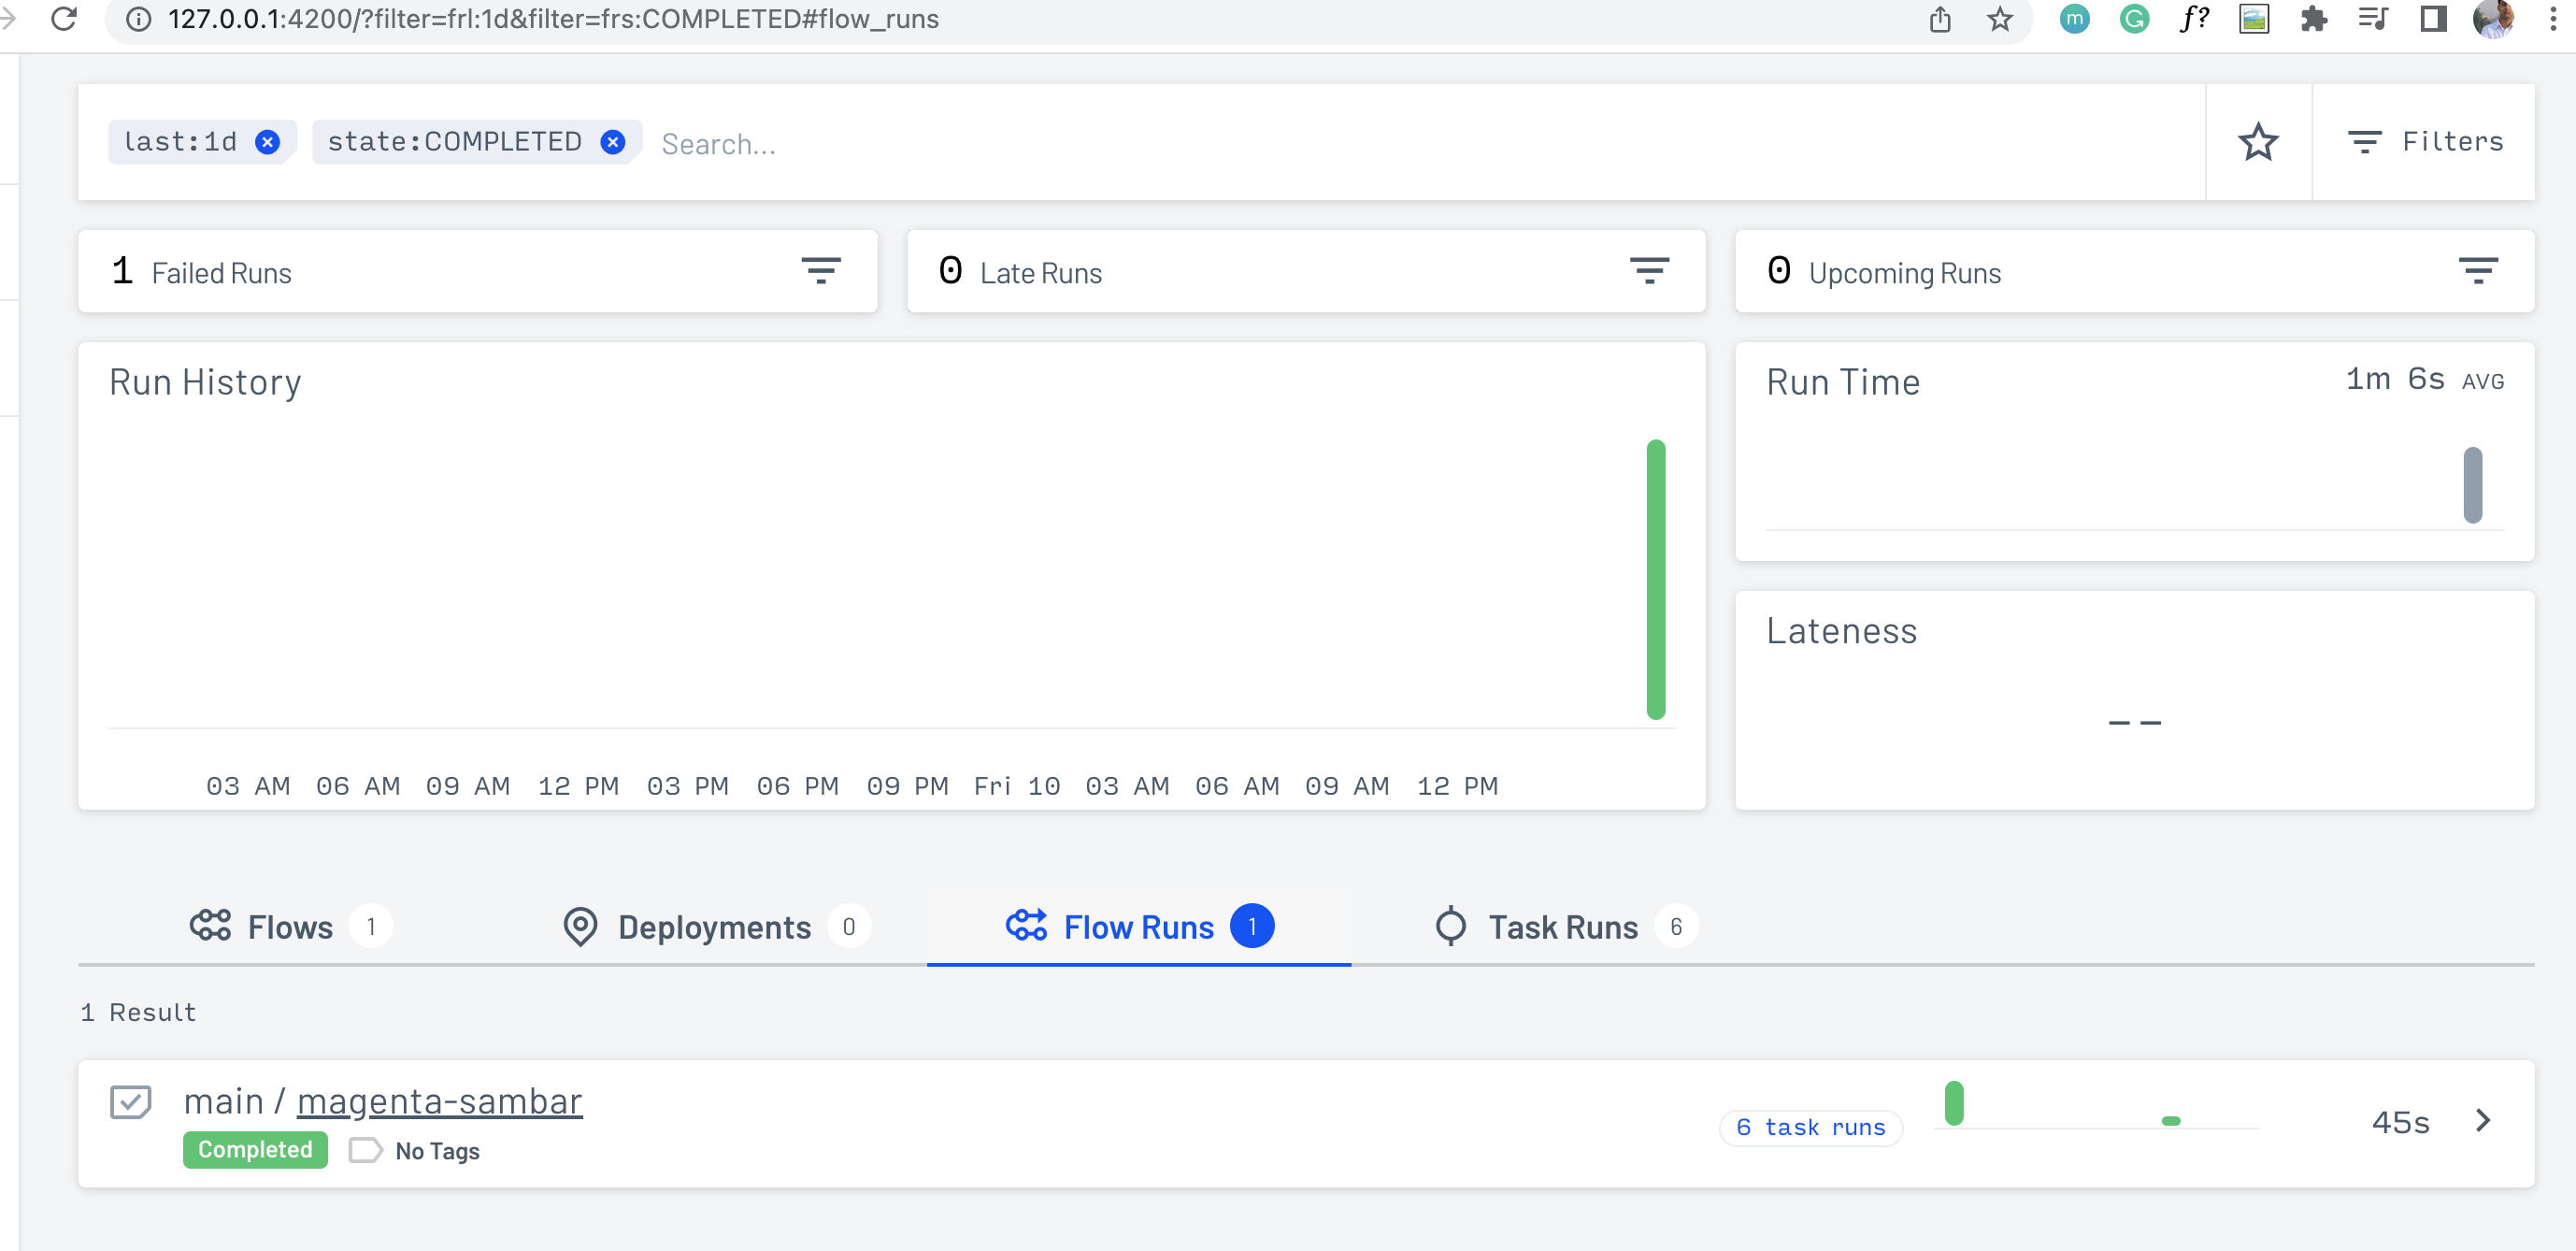 127.0.0.1:4200/?filter=frl:1d&filter=frs:COMPLETED#flow_runs
m
G
f?
last:1d
state:COMPLETED
Search...
Filters
1 Failed Runs
0 Late Runs
0 Upcoming Runs
Run History
03 AM 06 AM 09 AM 12 PM 03 PM 06 PM 09 PM Fri 10 03 AM 06 AM 09 AM 12 PM
Run Time
1m 6s AVG
Lateness
--
Flows 1
Deployments 0
Flow Runs 1
Task Runs 6
1 Result
main / magenta-sambar
Completed
No Tags
6 task runs
45s